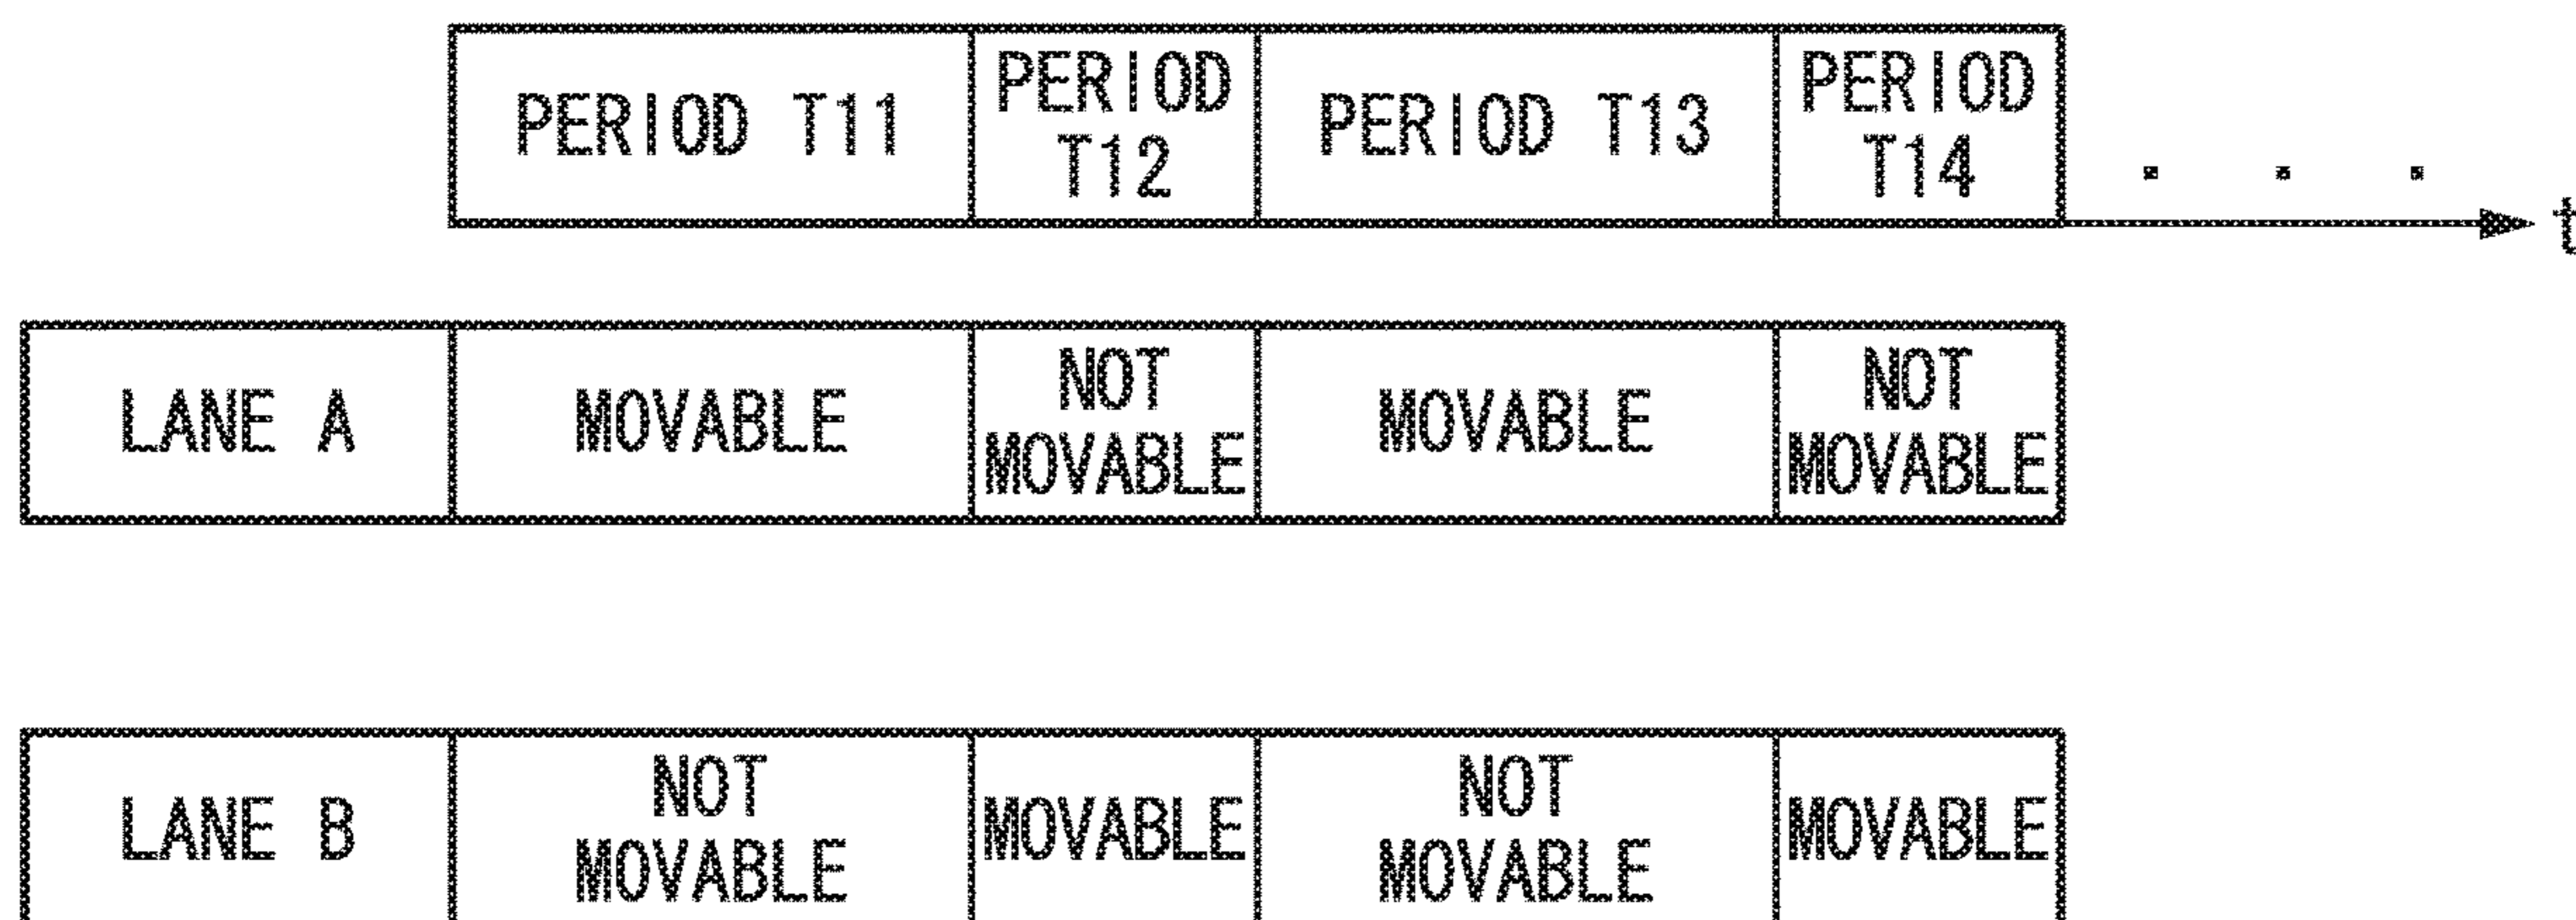 PERIOD T11
PERIOD
T12
PERIOD T13
PERIOD
T14
. . .
t
LANE A
MOVABLE
NOT
MOVABLE
MOVABLE
NOT
MOVABLE
LANE B
NOT
MOVABLE
MOVABLE
NOT
MOVABLE
MOVABLE